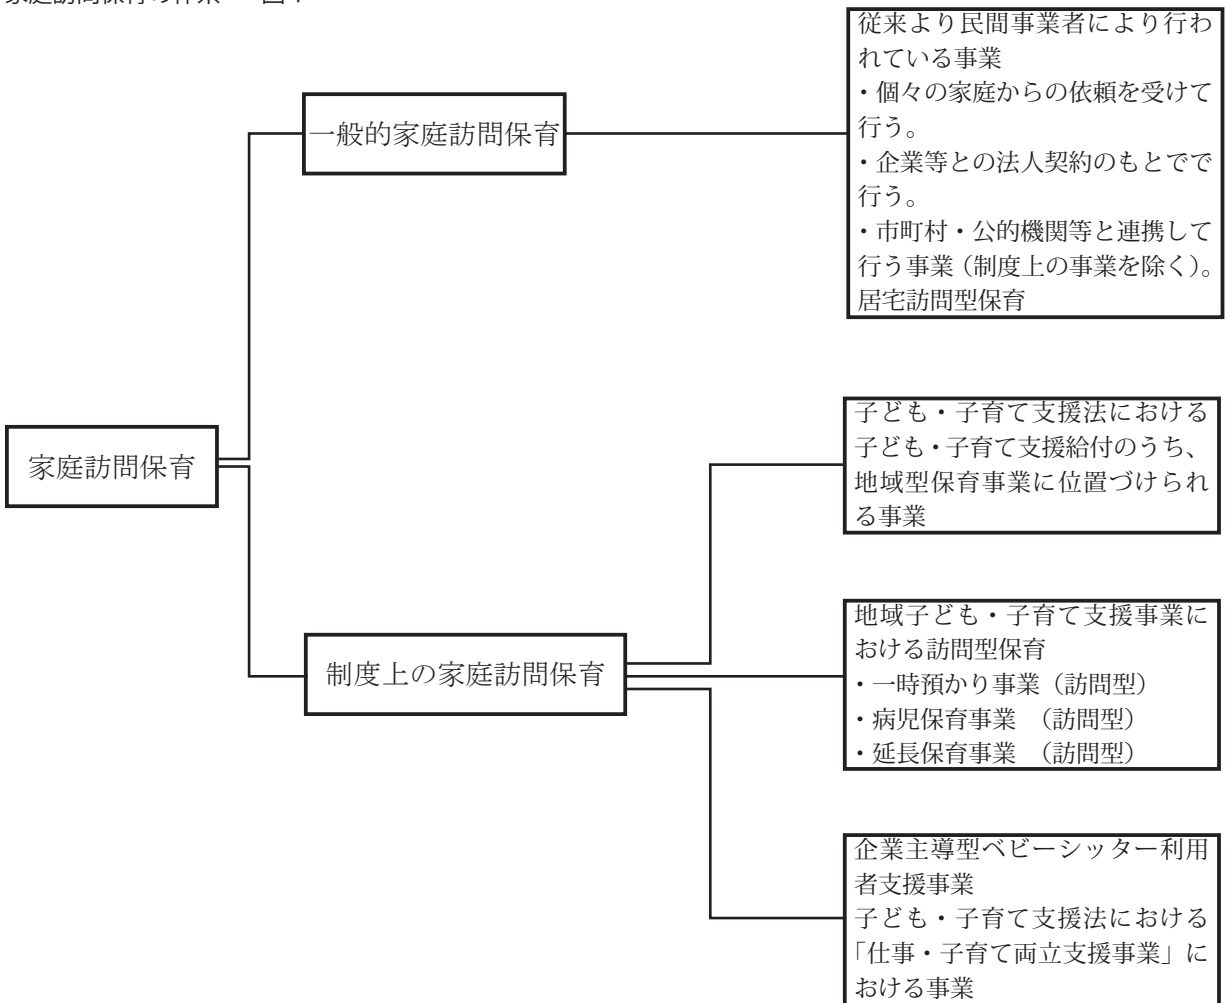 従来より民間事業者により行わ
れている事業
・個々の家庭からの依頼を受けて
行う。
・企業等との法人契約のもとでで
行う。
・市町村・公的機関等と連携して
行う事業（制度上の事業を除く）。
居宅訪問型保育
一般的家庭訪問保育
家庭訪問保育
子ども・子育て支援法における
子ども・子育て支援給付のうち、
地域型保育事業に位置づけられ
る事業
制度上の家庭訪問保育
地域子ども・子育て支援事業に
おける訪問型保育
・一時預かり事業（訪問型）
・病児保育事業　（訪問型）
・延長保育事業　（訪問型）
企業主導型ベビーシッター利用
者支援事業
子ども・子育て支援法における
「仕事・子育て両立支援事業」に
おける事業